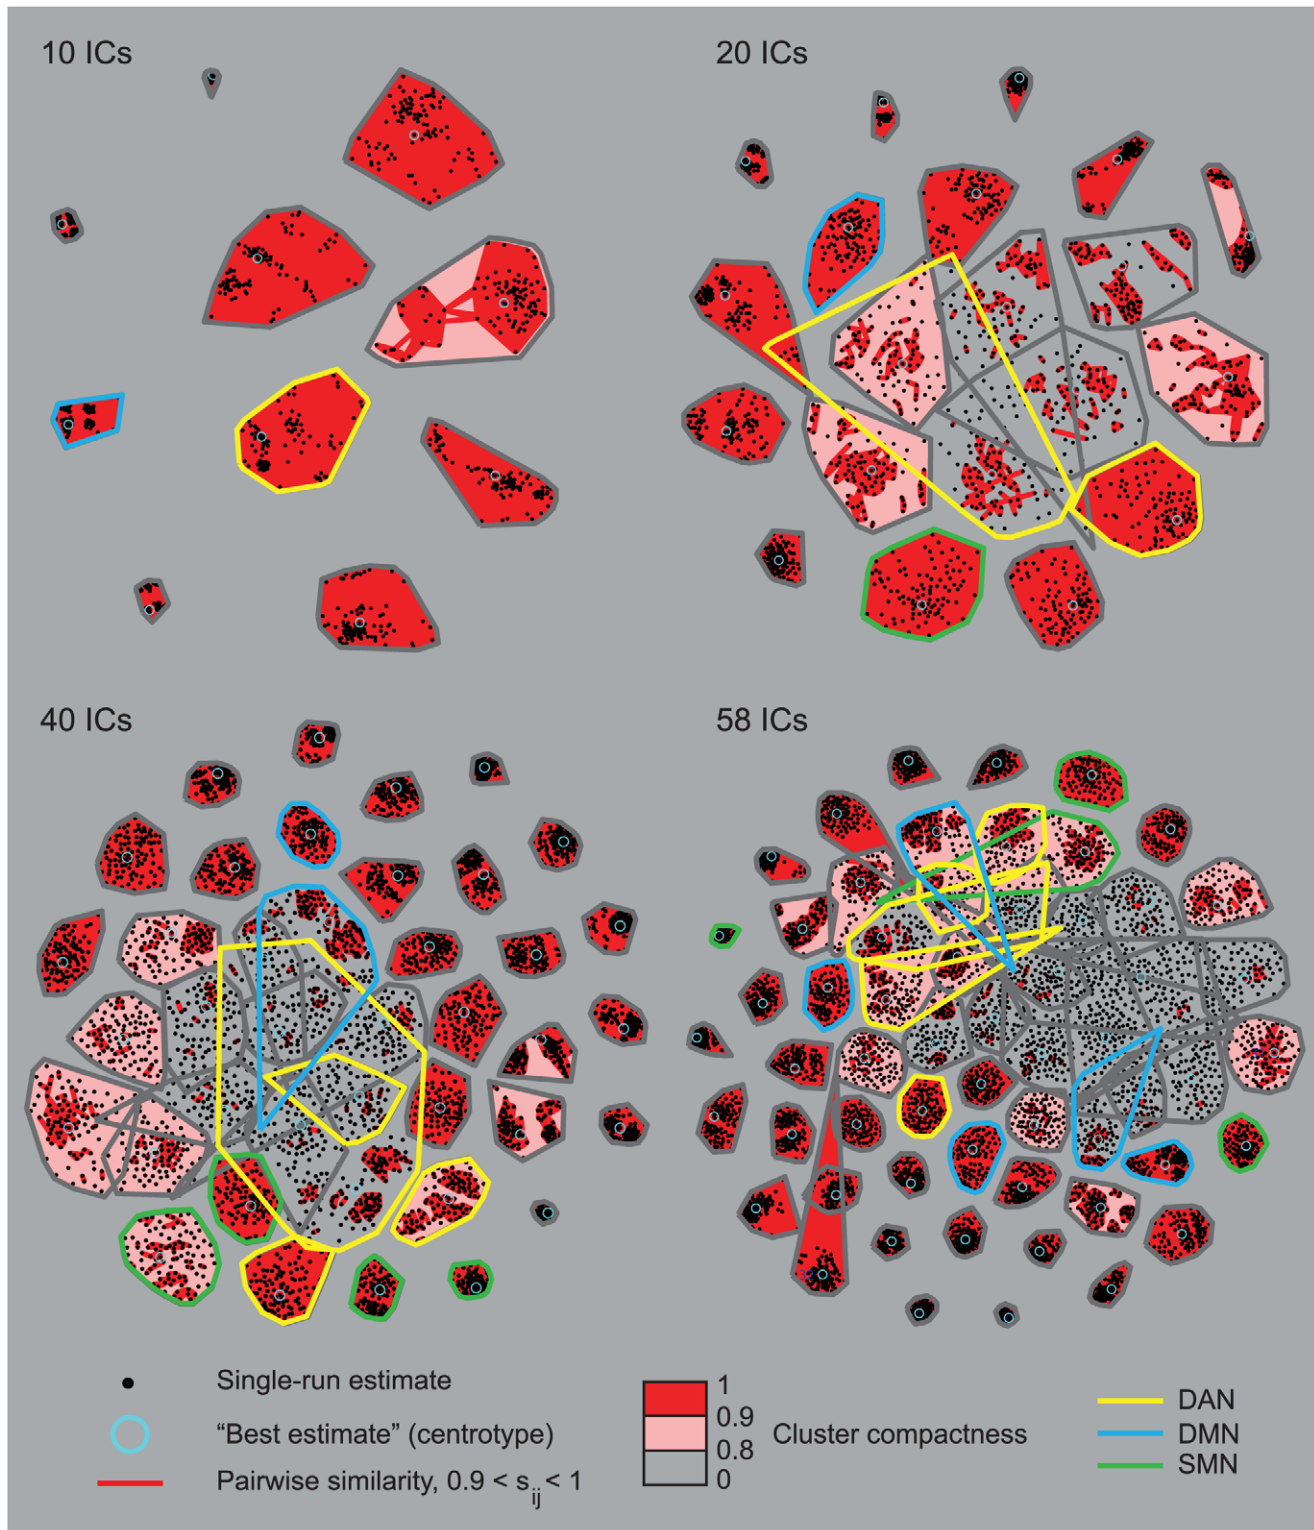 10 ICs
20 ICs
40 ICs
58 ICs
Single-run estimate
“Best estimate” (centrotype)
Pairwise similarity, 0.9 < s_ij < 1
1
0.9
0.8
0
Cluster compactness
DAN
DMN
SMN